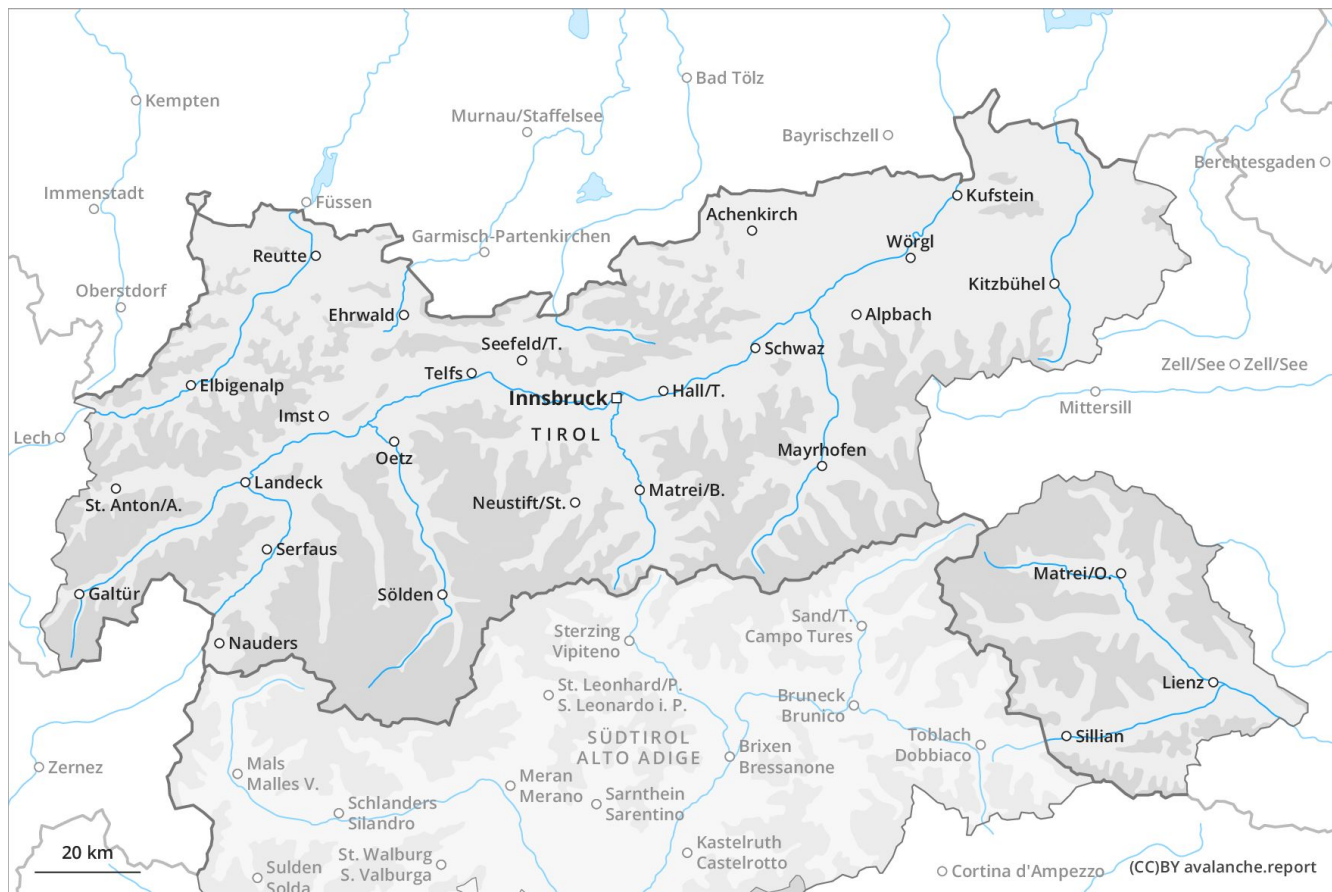 Bad Tölz
Kempten
Murnau/Staffelsee
Bayrischzell
Berchtesgaden
Immenstadt
Füssen
Kufstein
Achenkirch
Garmisch-Partenkirchen
Wörgl
Reutte
Kitzbühel
Oberstdorf
Ehrwald
Alpbach
Seefeld/T.
Schwaz
Zell/See
Zell/See
Telfs
Elbigenalp
Hall/T.
Innsbruck
Mittersill
Imst
TIROL
Lech
Oetz
Mayrhofen
Landeck
St. Anton/A.
Neustift/St.
Matrei/B.
Serfaus
Matrei/O.
Galtür
Sölden
Sand/T.
Campo Tures
Sterzing
Vipiteno
Nauders
Lienz
St. Leonhard/P.
S. Leonardo i. P.
Bruneck
Brunico
SÜDTIROL
ALTO ADIGE
Sillian
Toblach
Dobbiaco
Brixen
Bressanone
Zernez
Mals
Malles V.
Meran
Merano
Sarnthein
Sarentino
Schlanders
Silandro
Kastelruth
Castelrotto
20 km
St. Walburg
S. Valburga
Sulden
Solda
Cortina d'Ampezzo
(CC)BY avalanche.report